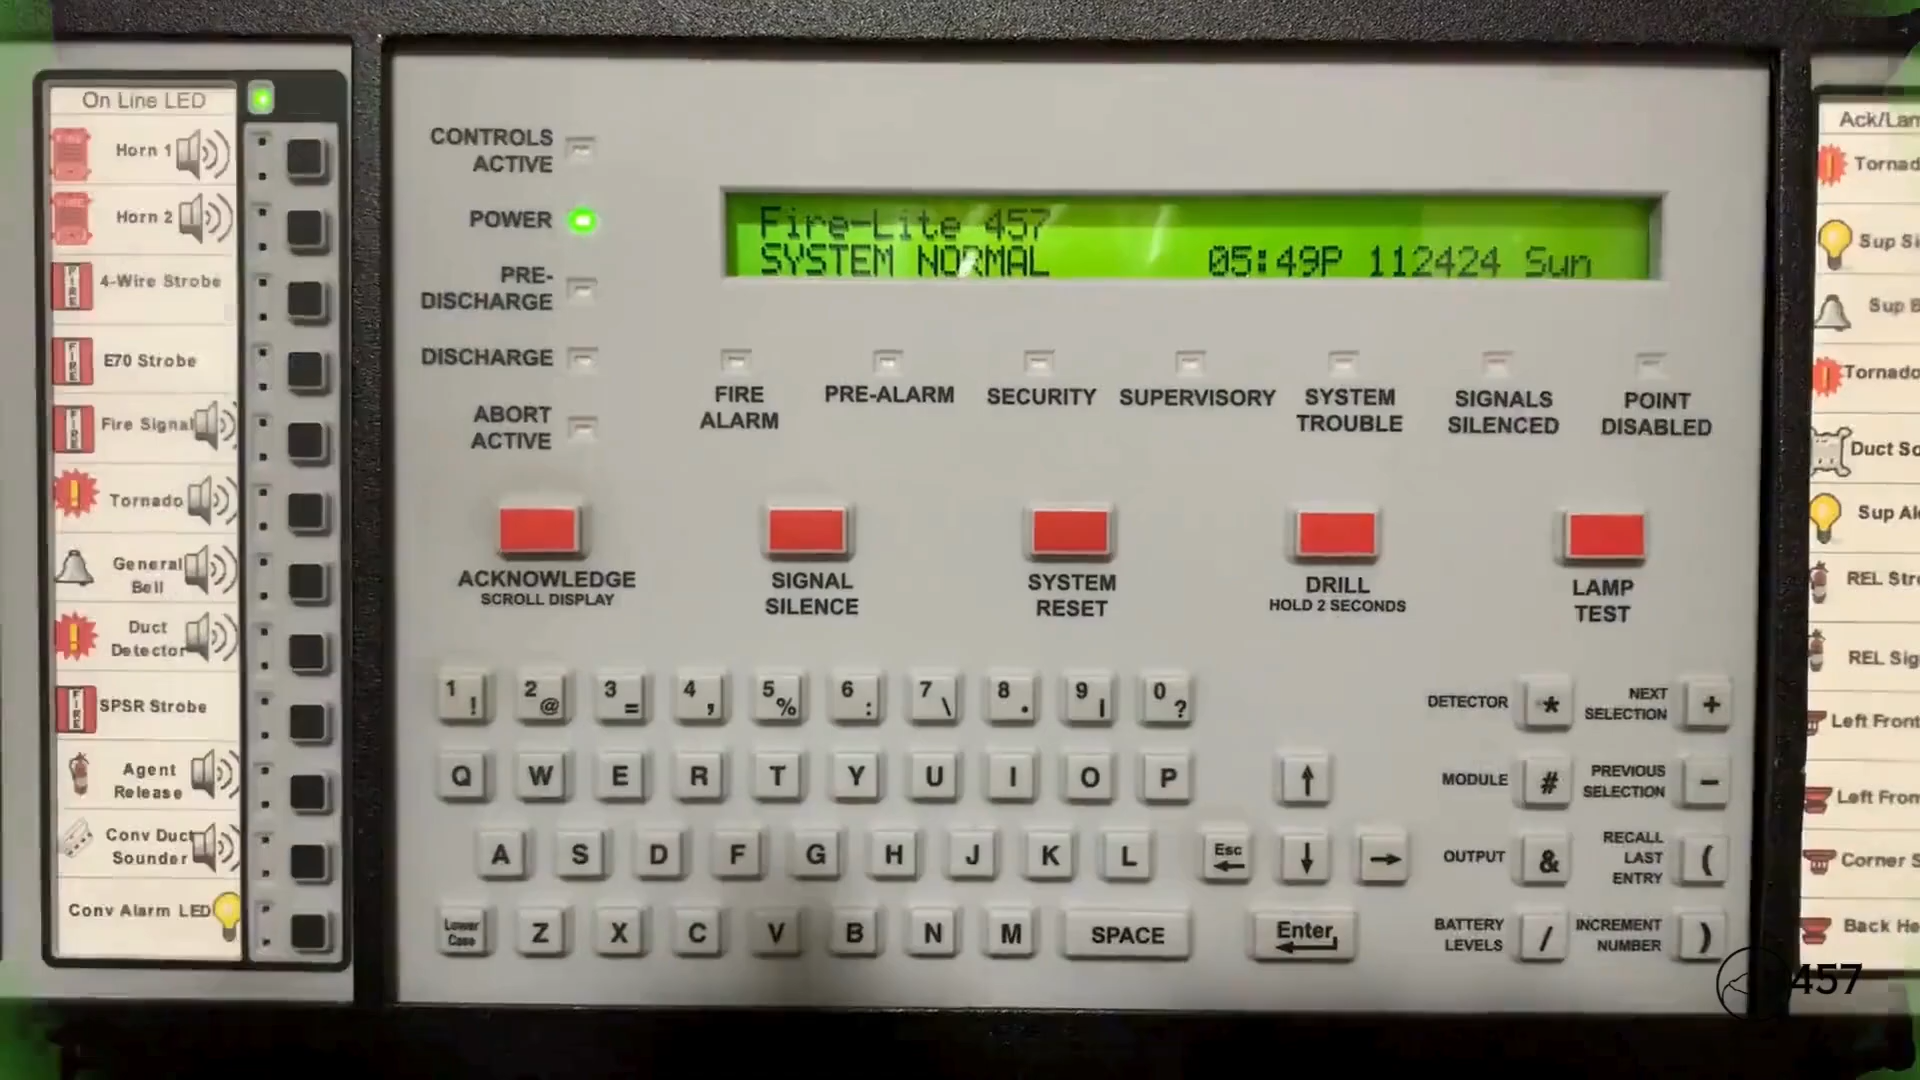 On Line LED
Horn 1
Horn 2
4-Wire Strobe
E70 Strobe
Fire Signal
Tornado
General
Bell
Duct
Detector
SPSR Strobe
Agent
Release
Conv Duct
Sounder
Conv Alarm LED
FIRE
FIRE
FIRE
FIRE
CONTROLS
ACTIVE
POWER
PRE-
DISCHARGE
DISCHARGE
ABORT
ACTIVE
Fire-Lite 457
SYSTEM NORMAL 05:49P 112424 Sun
FIRE
ALARM
PRE-ALARM
SECURITY
SUPERVISORY
SYSTEM
TROUBLE
SIGNALS
SILENCED
POINT
DISABLED
ACKNOWLEDGE
SCROLL DISPLAY
SIGNAL
SILENCE
SYSTEM
RESET
DRILL
HOLD 2 SECONDS
LAMP
TEST
1 ! 2 @ 3 = 4 , 5 % 6 : 7 \ 8 . 9 | 0 ?
Q W E R T Y U I O P ↑
A S D F G H J K L Esc ← ↓ →
Lower
Case
Z X C V B N M SPACE Enter
DETECTOR *
NEXT
SELECTION +
MODULE #
PREVIOUS
SELECTION −
OUTPUT &
RECALL
LAST
ENTRY (
BATTERY
LEVELS /
INCREMENT
NUMBER )
Ack/Lam
Tornad
Sup Si
Sup B
Tornado
Duct So
Sup Al
REL Str
REL Sig
Left Front
Left Fron
Corner S
Back He
457